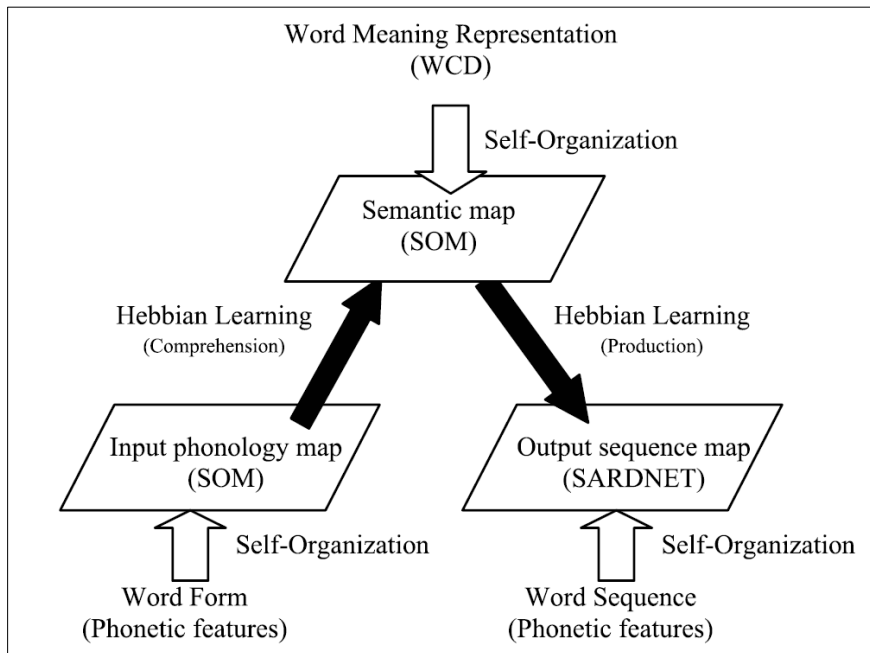 Word Meaning Representation
(WCD)
Self-Organization
Semantic map
(SOM)
Hebbian Learning
(Comprehension)
Hebbian Learning
(Production)
Input phonology map
(SOM)
Output sequence map
(SARDNET)
Self-Organization
Self-Organization
Word Form
(Phonetic features)
Word Sequence
(Phonetic features)